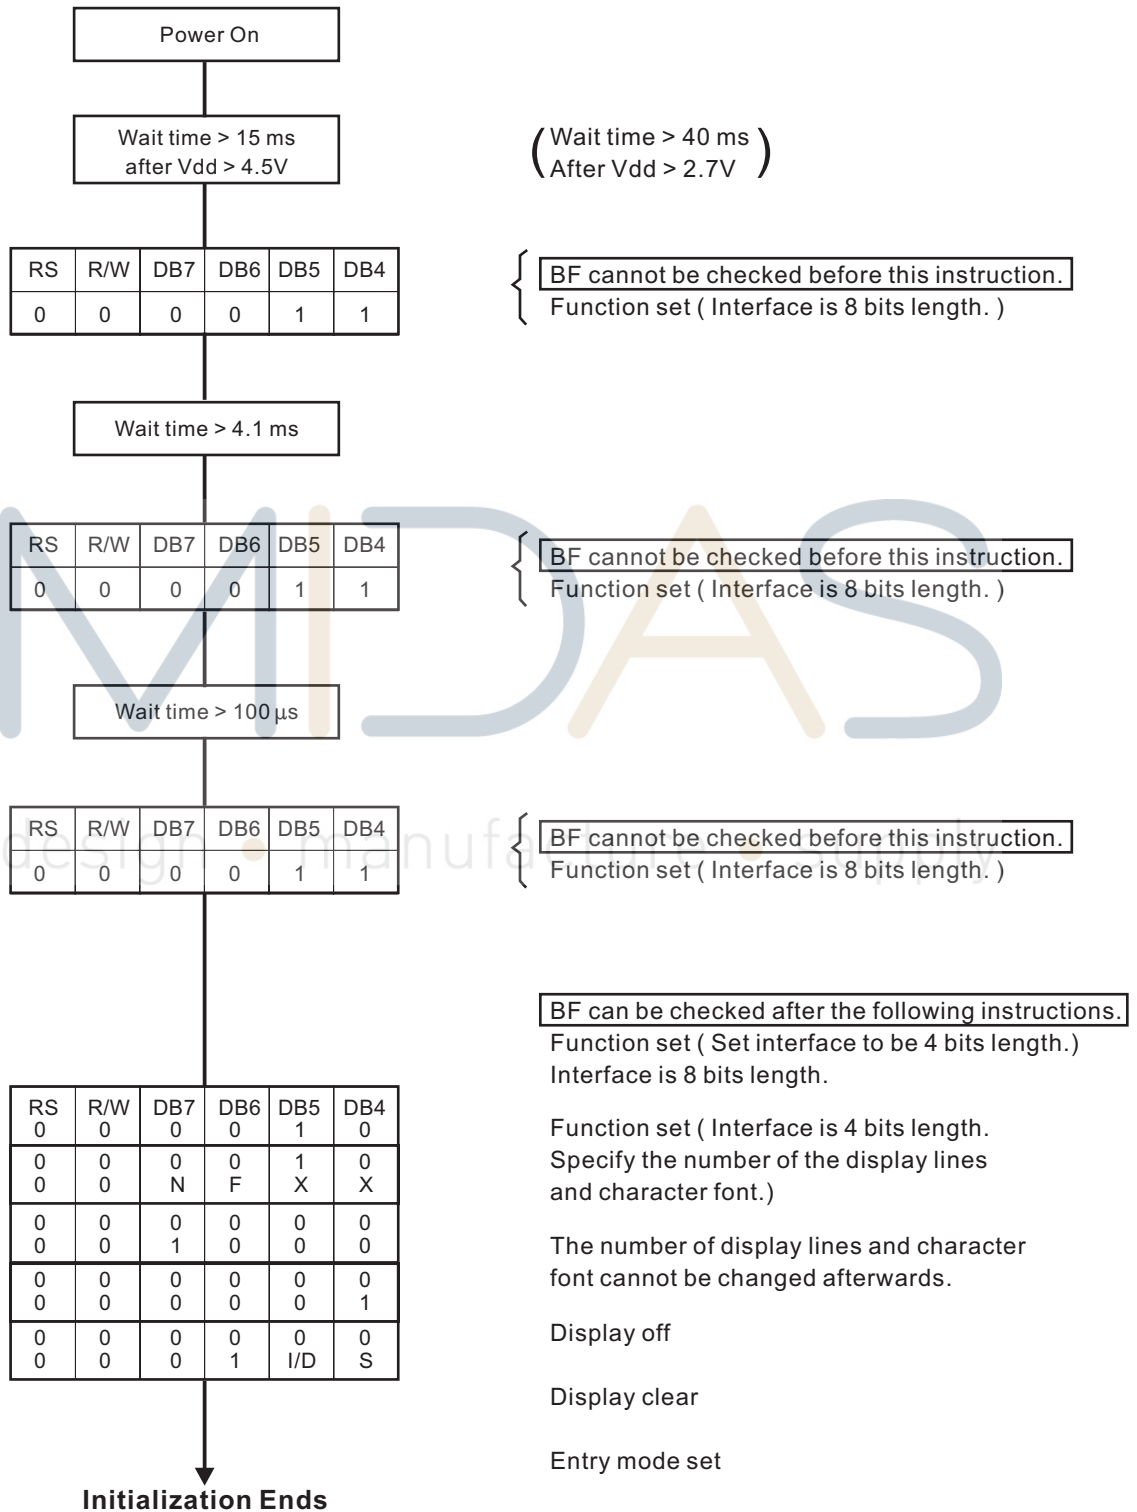 Power On
Wait time > 15 ms
after Vdd > 4.5V
(Wait time > 40 ms
After Vdd > 2.7V)
RS R/W DB7 DB6 DB5 DB4
0 0 0 0 1 1
BF cannot be checked before this instruction.
Function set ( Interface is 8 bits length. )
Wait time > 4.1 ms
MIDAS
RS R/W DB7 DB6 DB5 DB4
0 0 0 0 1 1
BF cannot be checked before this instruction.
Function set ( Interface is 8 bits length. )
Wait time > 100 µs
design • manufacture • supply
RS R/W DB7 DB6 DB5 DB4
0 0 0 0 1 1
BF cannot be checked before this instruction.
Function set ( Interface is 8 bits length. )
BF can be checked after the following instructions.
Function set ( Set interface to be 4 bits length.)
Interface is 8 bits length.
RS R/W DB7 DB6 DB5 DB4
0 0 0 0 1 0
0 0 0 0 1 0
0 0 N F X X
0 0 0 0 0 0
0 0 1 0 0 0
0 0 0 0 0 0
0 0 0 0 0 1
0 0 0 0 0 0
0 0 0 1 I/D S
Function set ( Interface is 4 bits length.
Specify the number of the display lines
and character font.)
The number of display lines and character
font cannot be changed afterwards.
Display off
Display clear
Entry mode set
Initialization Ends